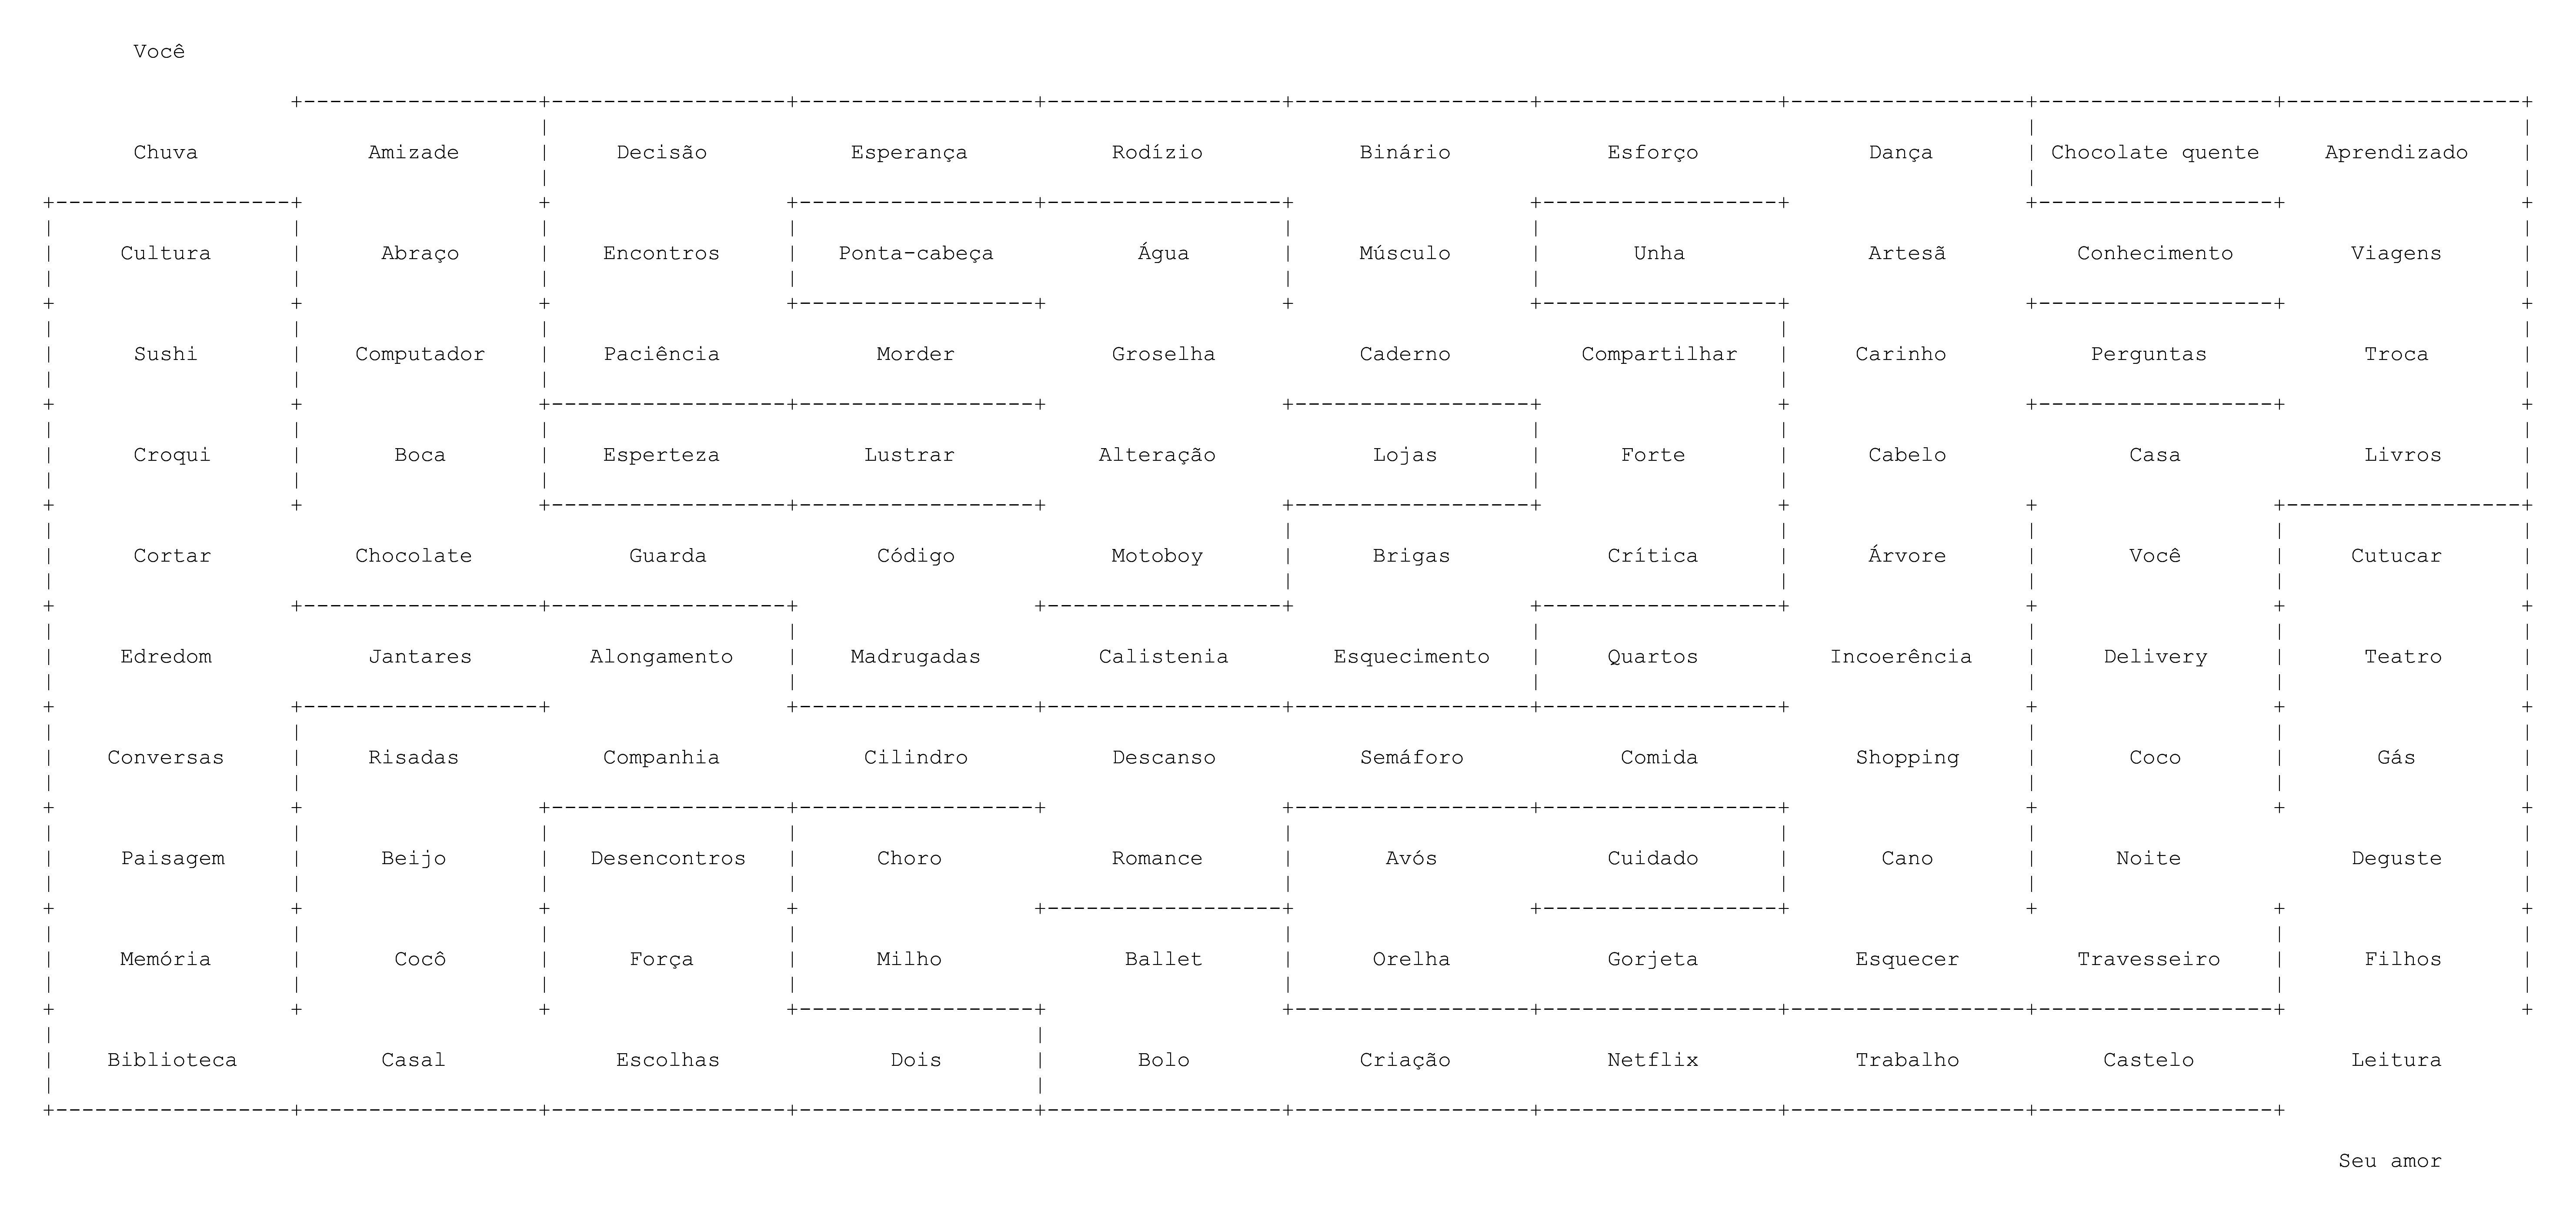 Você
Chuva Amizade Decisão Esperança Rodízio Binário Esforço Dança Chocolate quente Aprendizado
Cultura Abraço Encontros Ponta-cabeça Água Músculo Unha Artesã Conhecimento Viagens
Sushi Computador Paciência Morder Groselha Caderno Compartilhar Carinho Perguntas Troca
Croqui Boca Esperteza Lustrar Alteração Lojas Forte Cabelo Casa Livros
Cortar Chocolate Guarda Código Motoboy Brigas Crítica Árvore Você Cutucar
Edredom Jantares Alongamento Madrugadas Calistenia Esquecimento Quartos Incoerência Delivery Teatro
Conversas Risadas Companhia Cilindro Descanso Semáforo Comida Shopping Coco Gás
Paisagem Beijo Desencontros Choro Romance Avós Cuidado Cano Noite Deguste
Memória Cocô Força Milho Ballet Orelha Gorjeta Esquecer Travesseiro Filhos
Biblioteca Casal Escolhas Dois Bolo Criação Netflix Trabalho Castelo Leitura
Seu amor